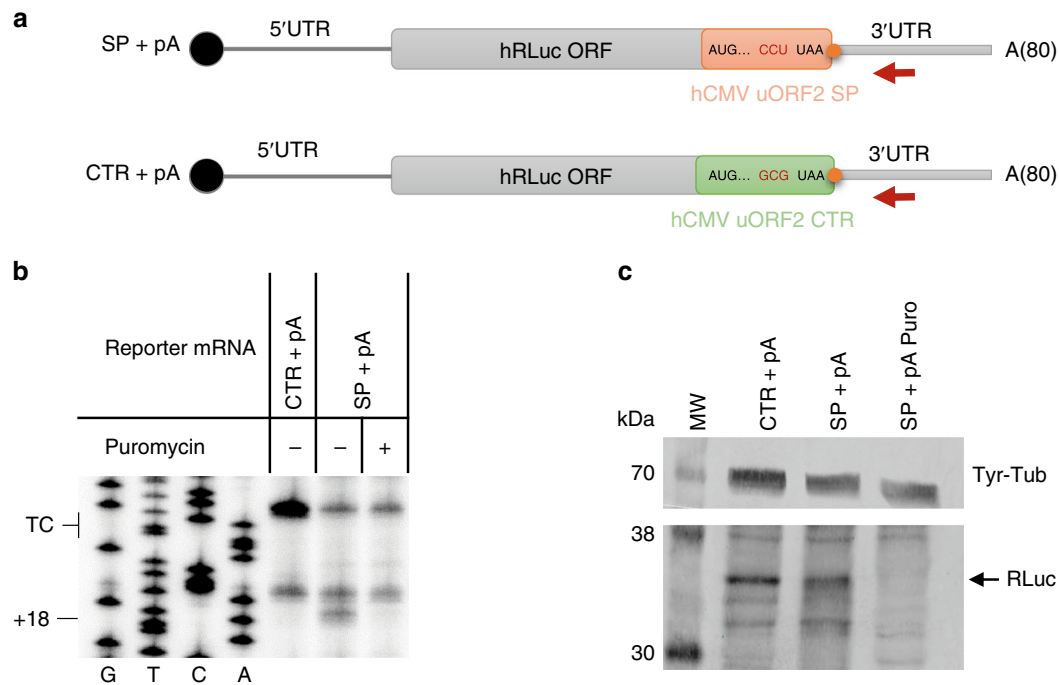 a
SP + pA
5′UTR
hRLuc ORF
AUG... CCU UAA
3′UTR
A(80)
hCMV uORF2 SP
CTR + pA
5′UTR
hRLuc ORF
AUG... GCG UAA
3′UTR
A(80)
hCMV uORF2 CTR
b
Reporter mRNA
CTR + pA
SP + pA
Puromycin
– – +
TC
+18
G T C A
c
kDa
MW
CTR + pA
SP + pA
SP + pA Puro
70
Tyr-Tub
38
RLuc
30